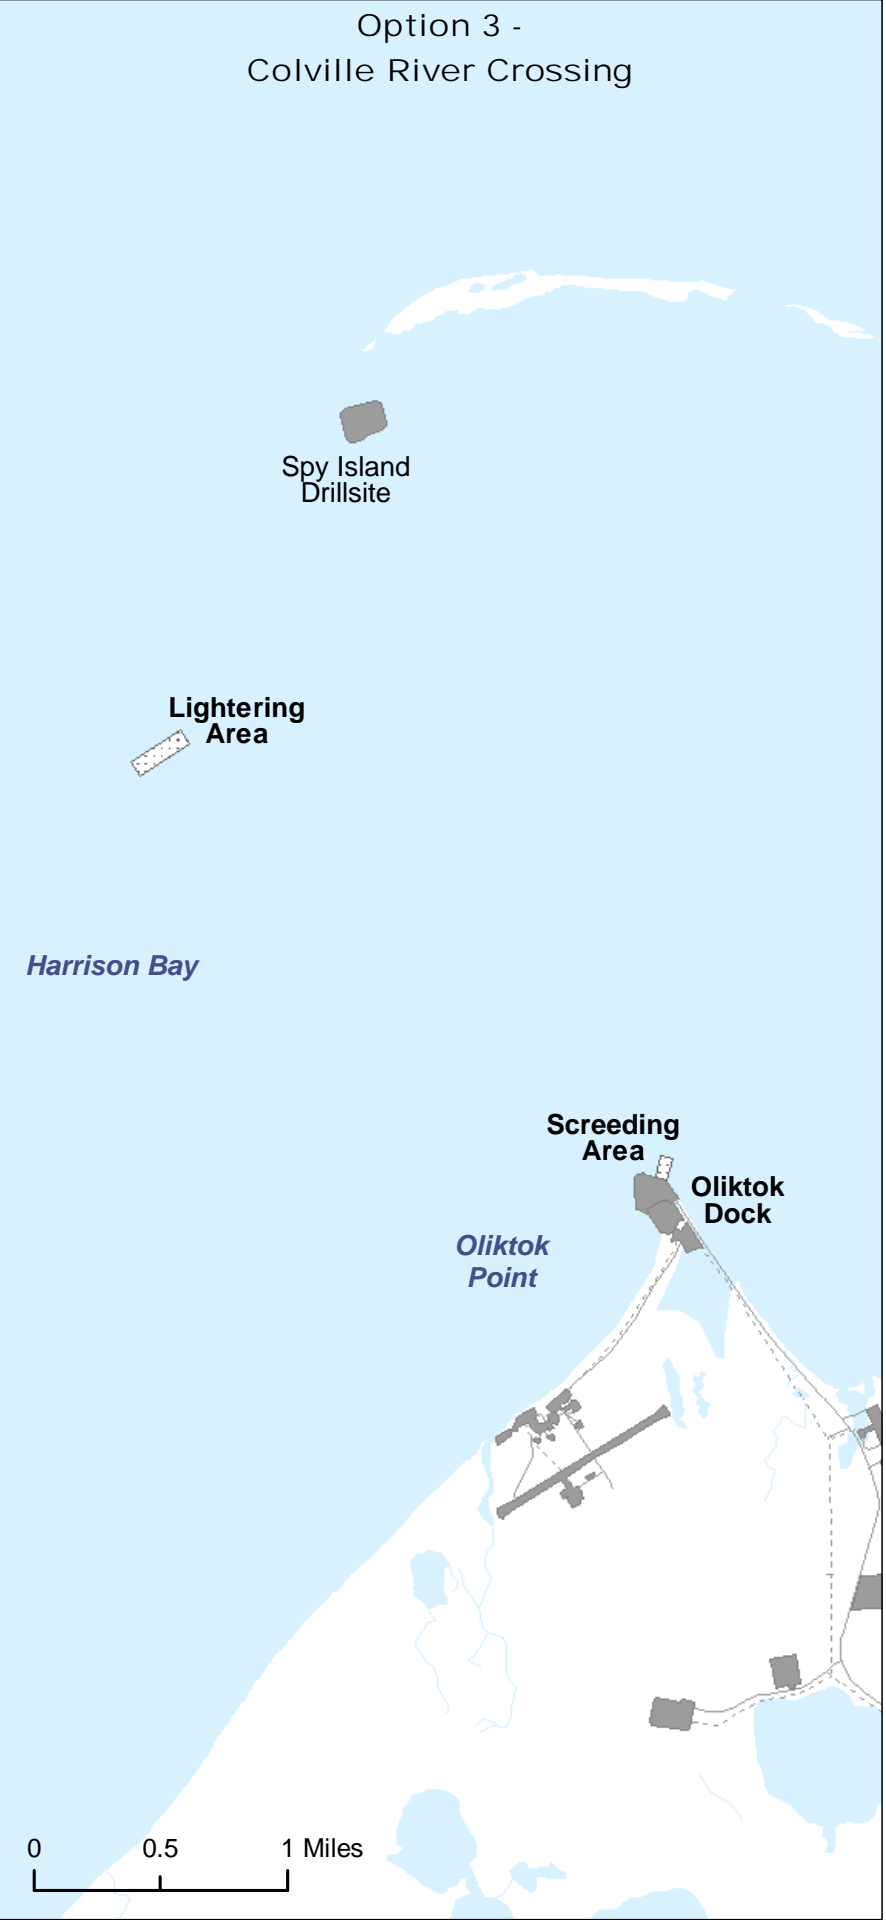 Option 3 -
Colville River Crossing
Spy Island
Drillsite
Lightering
Area
Harrison Bay
Screeding
Area
Oliktok
Dock
Oliktok
Point
0 0.5 1 Miles